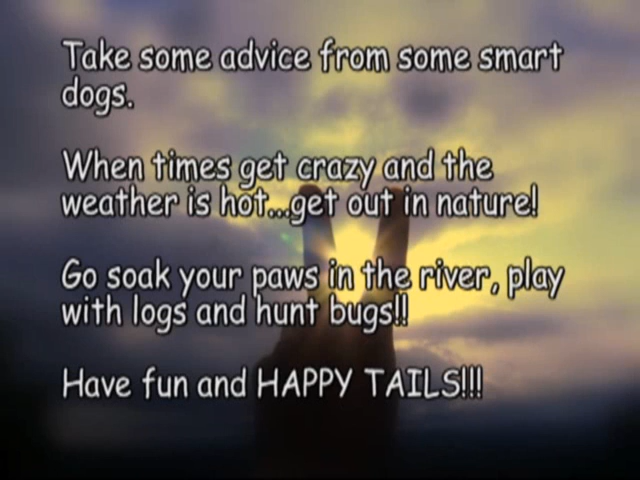 Take some advice from some smart
dogs.
When times get crazy and the
weather is hot...get out in nature!
Go soak your paws in the river, play
with logs and hunt bugs!!
Have fun and HAPPY TAILS!!!